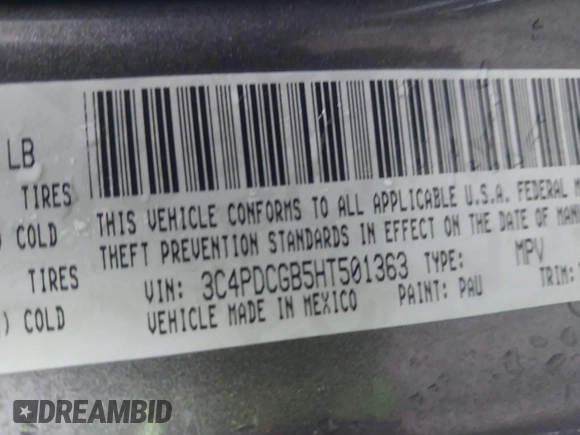 LB
TIRES
) COLD
TIRES
) COLD
THIS VEHICLE CONFORMS TO ALL APPLICABLE U.S.A. FEDERAL
THEFT PREVENTION STANDARDS IN EFFECT ON THE DATE OF
VIN: 3C4PDCGB5HT501363 TYPE: MPV
VEHICLE MADE IN MEXICO PAINT: PAU TRIM:
DREAMBID